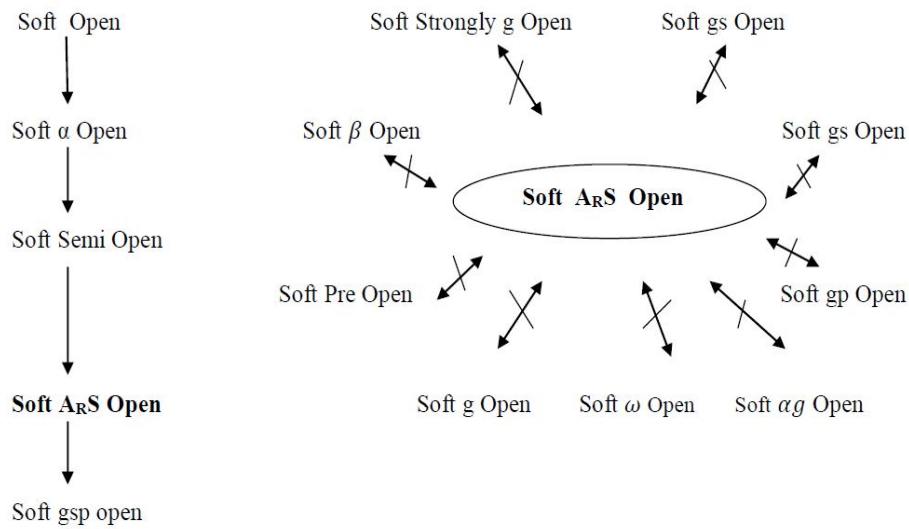 Soft Open
Soft α Open
Soft Semi Open
Soft A_RS Open
Soft gsp open
Soft Strongly g Open
Soft gs Open
Soft β Open
Soft gs Open
Soft A_RS Open
Soft Pre Open
Soft gp Open
Soft g Open
Soft ω Open
Soft αg Open